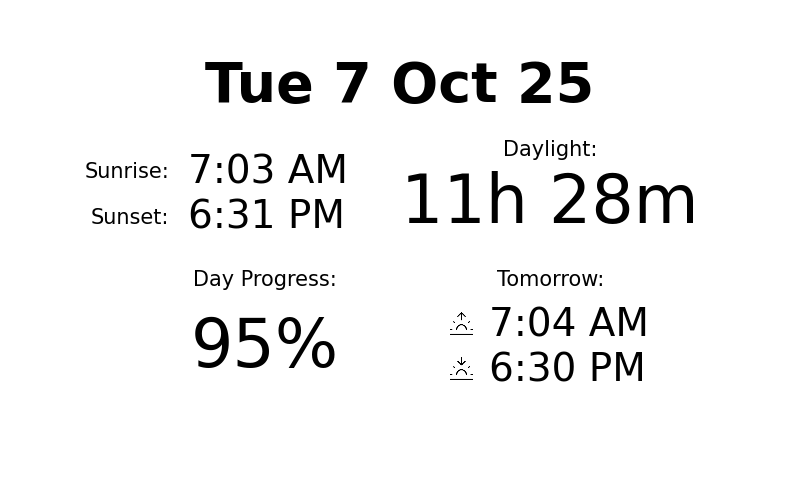 Tue 7 Oct 25
Sunrise: 7:03 AM
Sunset: 6:31 PM
Daylight:
11h 28m
Day Progress:
95%
Tomorrow:
7:04 AM
6:30 PM